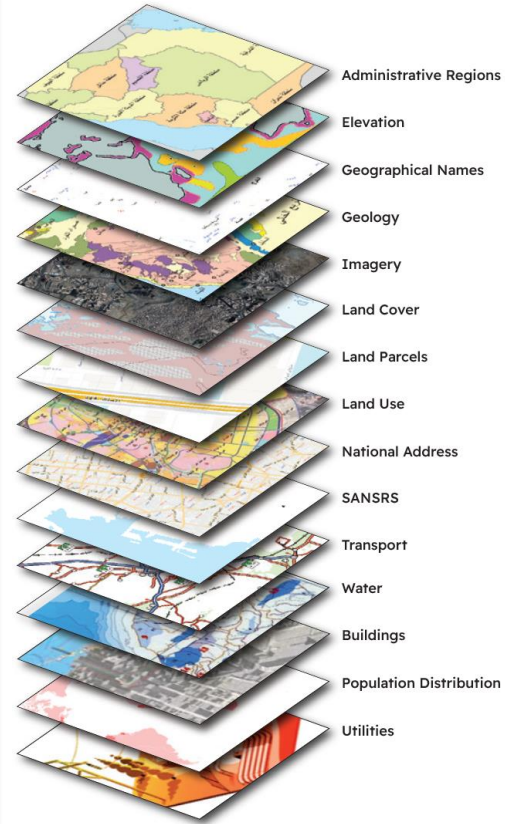 Administrative Regions
Elevation
Geographical Names
Geology
Imagery
Land Cover
Land Parcels
Land Use
National Address
SANSRS
Transport
Water
Buildings
Population Distribution
Utilities